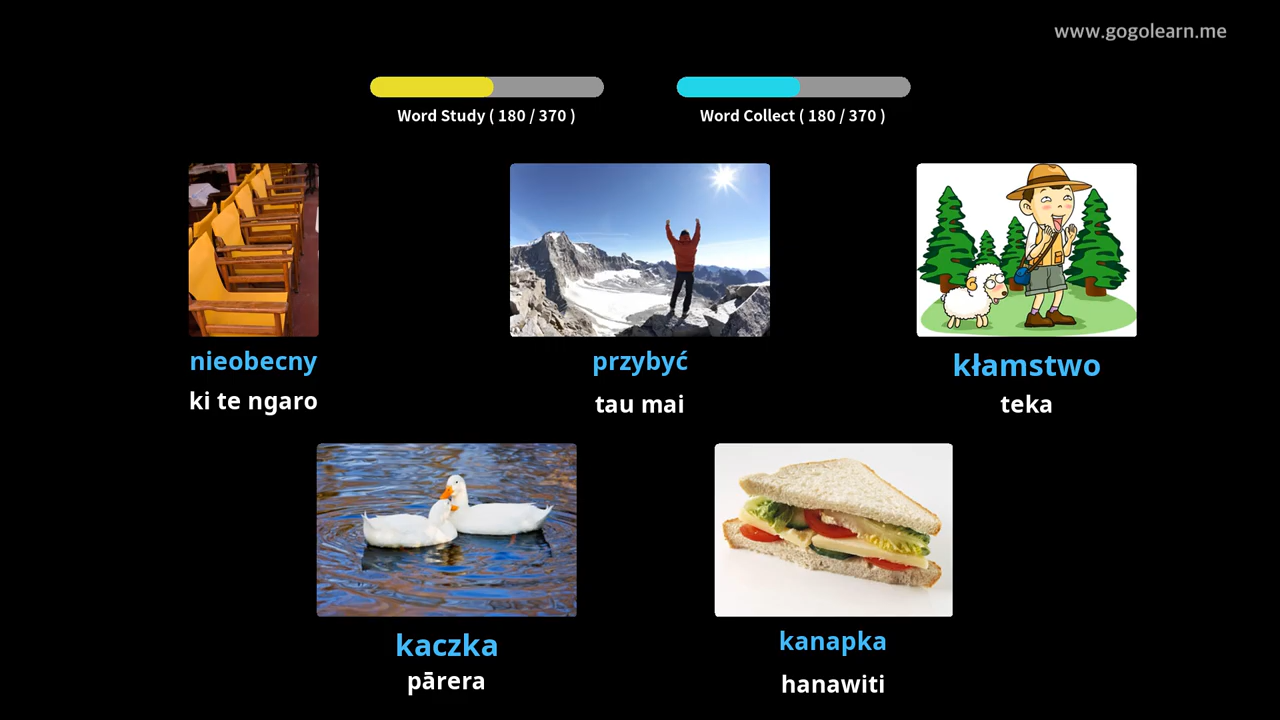 www.gogolearn.me
Word Study ( 180 / 370 )
Word Collect ( 180 / 370 )
nieobecny
ki te ngaro
przybyć
tau mai
kłamstwo
teka
kaczka
pārera
kanapka
hanawiti